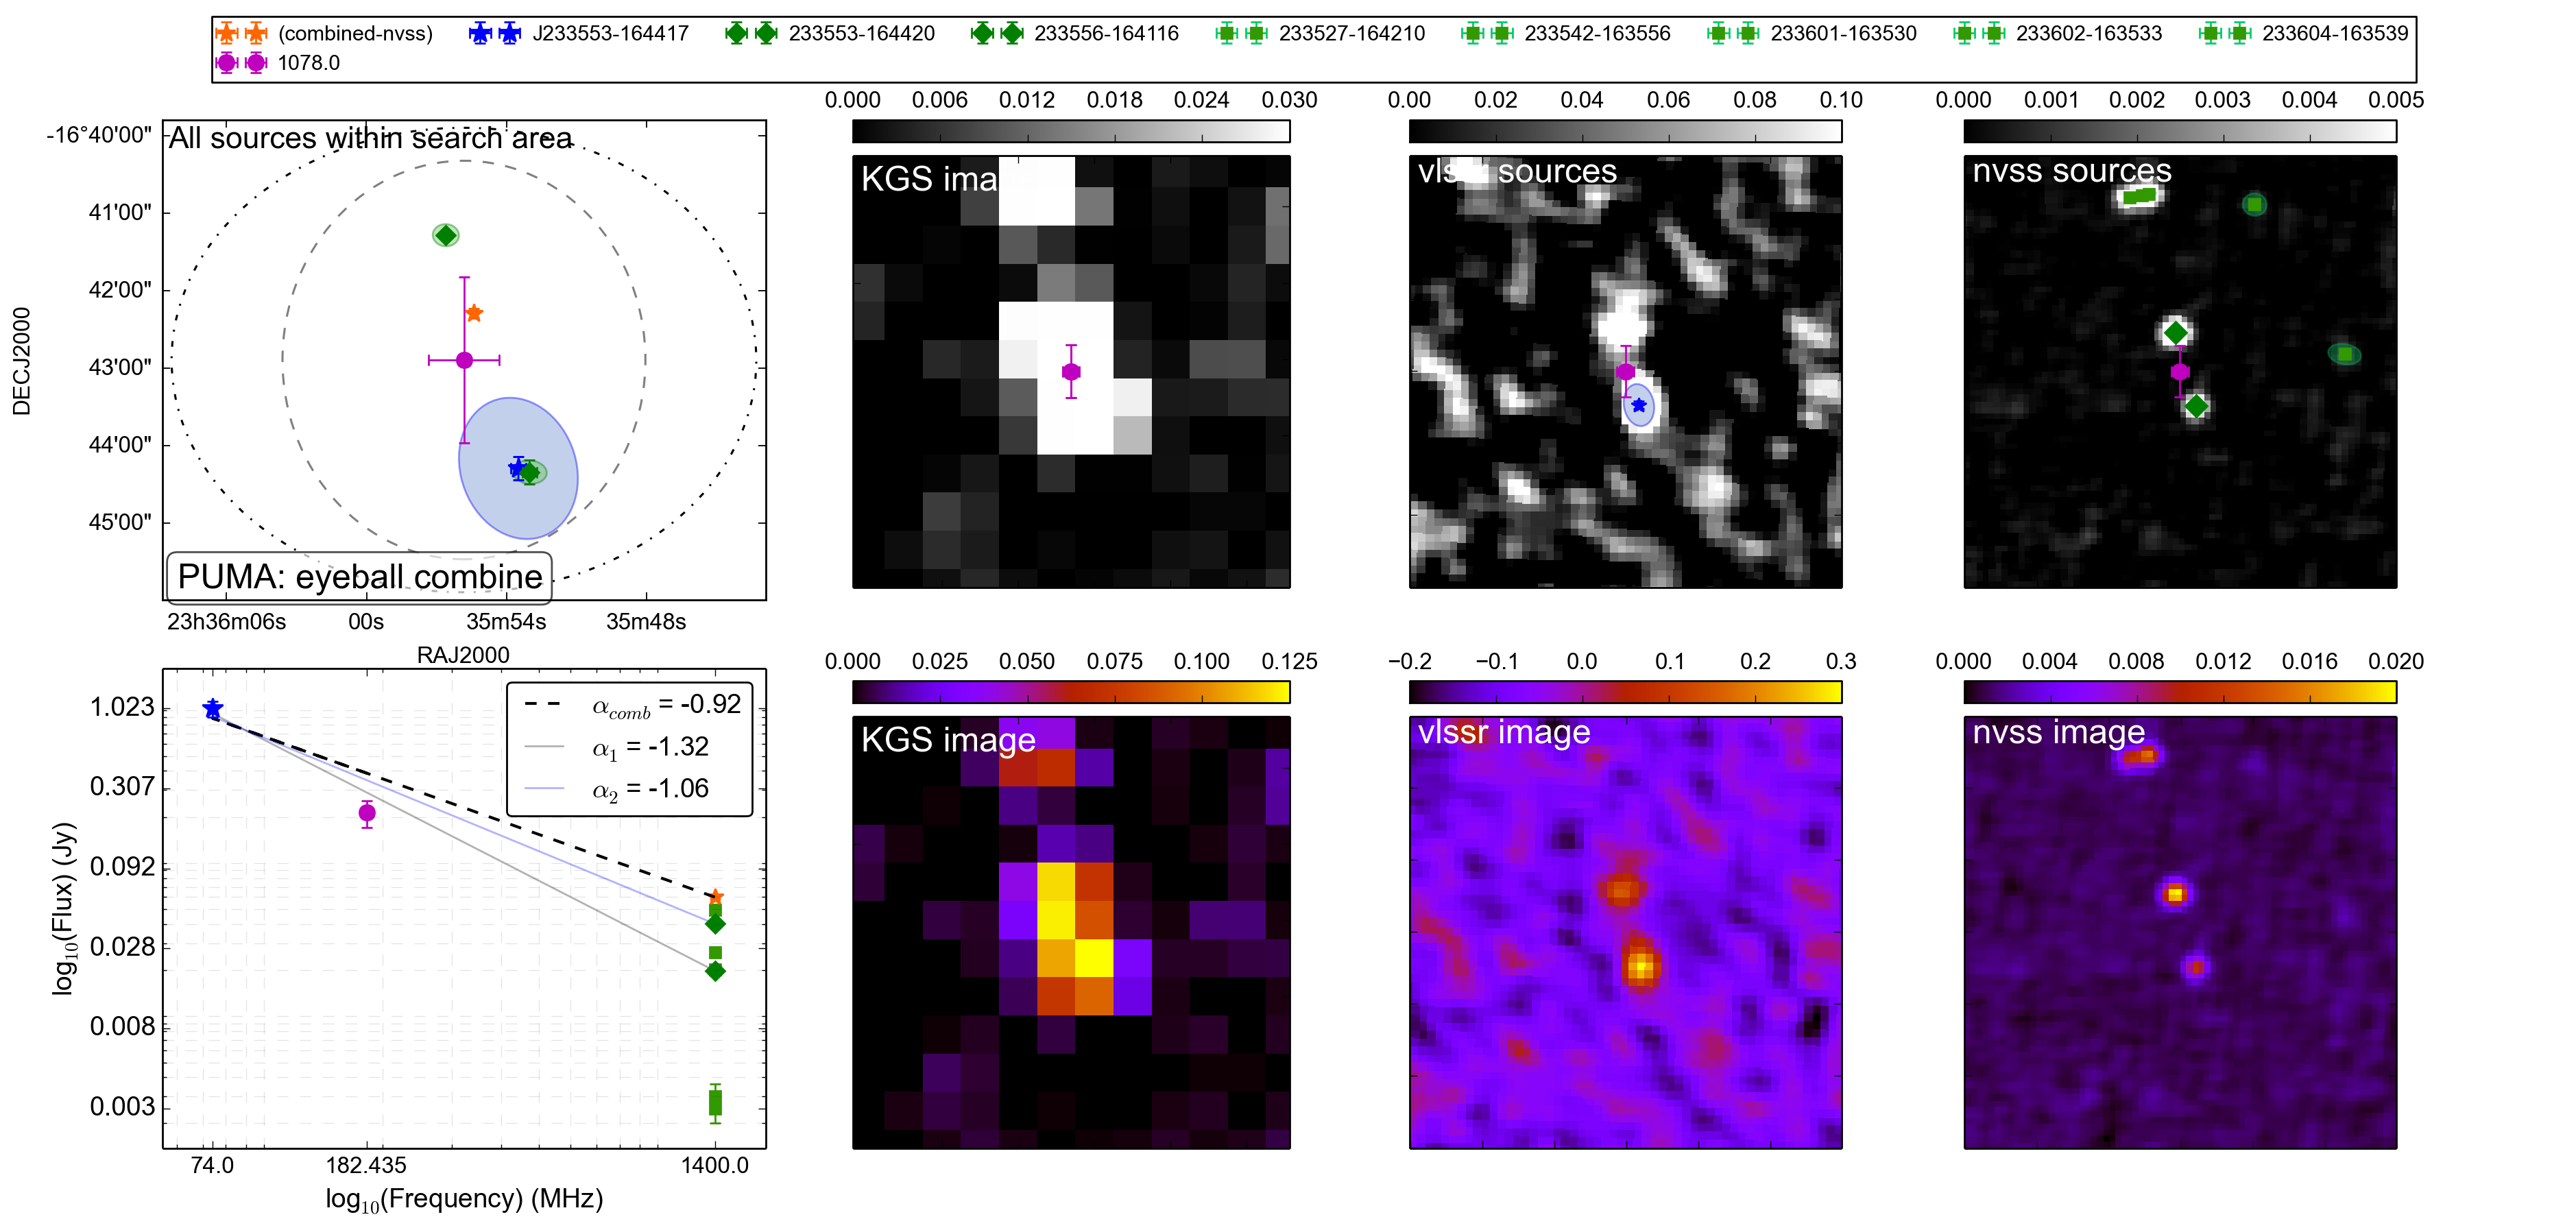 (combined-nvss) J233553-164417 233553-164420 233556-164116 233527-164210 233542-163556 233601-163530 233602-163533 233604-163539
1078.0
All sources within search area
-16°40'00"
41'00"
42'00"
43'00"
44'00"
45'00"
DECJ2000
PUMA: eyeball combine
23h36m06s 00s 35m54s 35m48s
RAJ2000
0.000 0.006 0.012 0.018 0.024 0.030
KGS ima
0.00 0.02 0.04 0.06 0.08 0.10
vlssr sources
0.000 0.001 0.002 0.003 0.004 0.005
nvss sources
1.023
0.307
0.092
0.028
0.008
0.003
log10(Flux) (Jy)
αcomb = -0.92
α1 = -1.32
α2 = -1.06
74.0 182.435 1400.0
log10(Frequency) (MHz)
0.000 0.025 0.050 0.075 0.100 0.125
KGS image
−0.2 −0.1 0.0 0.1 0.2 0.3
vlssr image
0.000 0.004 0.008 0.012 0.016 0.020
nvss image